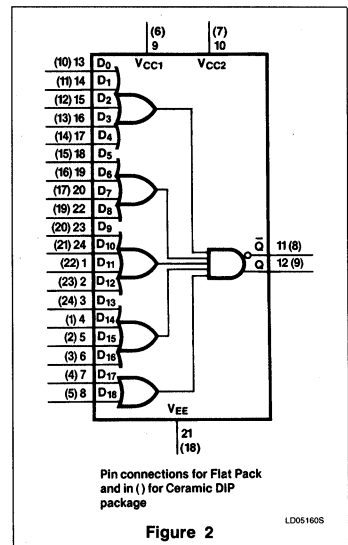 (6) (7)
9 10
VCC1 VCC2
(10) 13 D0
(11) 14 D1
(12) 15 D2
(13) 16 D3
(14) 17 D4
(15) 18 D5
(16) 19 D6
(17) 20 D7
(19) 22 D8
(20) 23 D9
(21) 24 D10
(22) 1 D11
(23) 2 D12
(24) 3 D13
(1) 4 D14
(2) 5 D15
(3) 6 D16
(4) 7 D17
(5) 8 D18
Q̅ 11 (8)
Q 12 (9)
VEE
21
(18)
Pin connections for Flat Pack
and in ( ) for Ceramic DIP
package
LD05160S
Figure 2